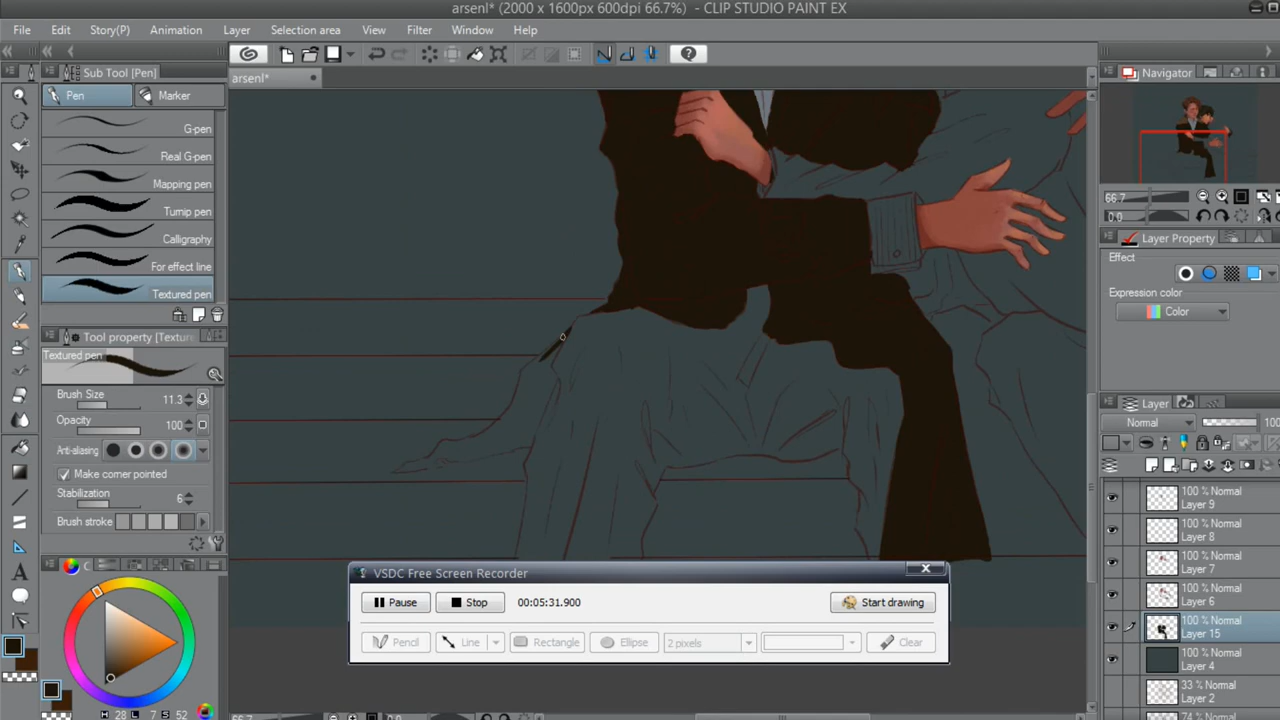 arsenl* (2000 x 1600px 600dpi 66.7%) - CLIP STUDIO PAINT EX
File Edit Story(P) Animation Layer Selection area View Filter Window Help
Sub Tool [Pen]
arsenl*
Navigator
Pen Marker
G-pen
Real G-pen
Mapping pen
Turnip pen
Calligraphy
For effect line
Textured pen
66.7
0.0
Layer Property
Effect
Expression color
Color
Tool property [Texture
Textured pen
Brush Size 11.3
Opacity 100
Anti-aliasing
Make corner pointed
Stabilization 6
Brush stroke
Layer
Normal 100
100 % Normal
Layer 9
100 % Normal
Layer 8
100 % Normal
Layer 7
100 % Normal
Layer 6
100 % Normal
Layer 15
100 % Normal
Layer 4
33 % Normal
Layer 2
VSDC Free Screen Recorder
Pause Stop 00:05:31.900 Start drawing
Pencil Line Rectangle Ellipse 2 pixels Clear
H 28 L 7 S 52